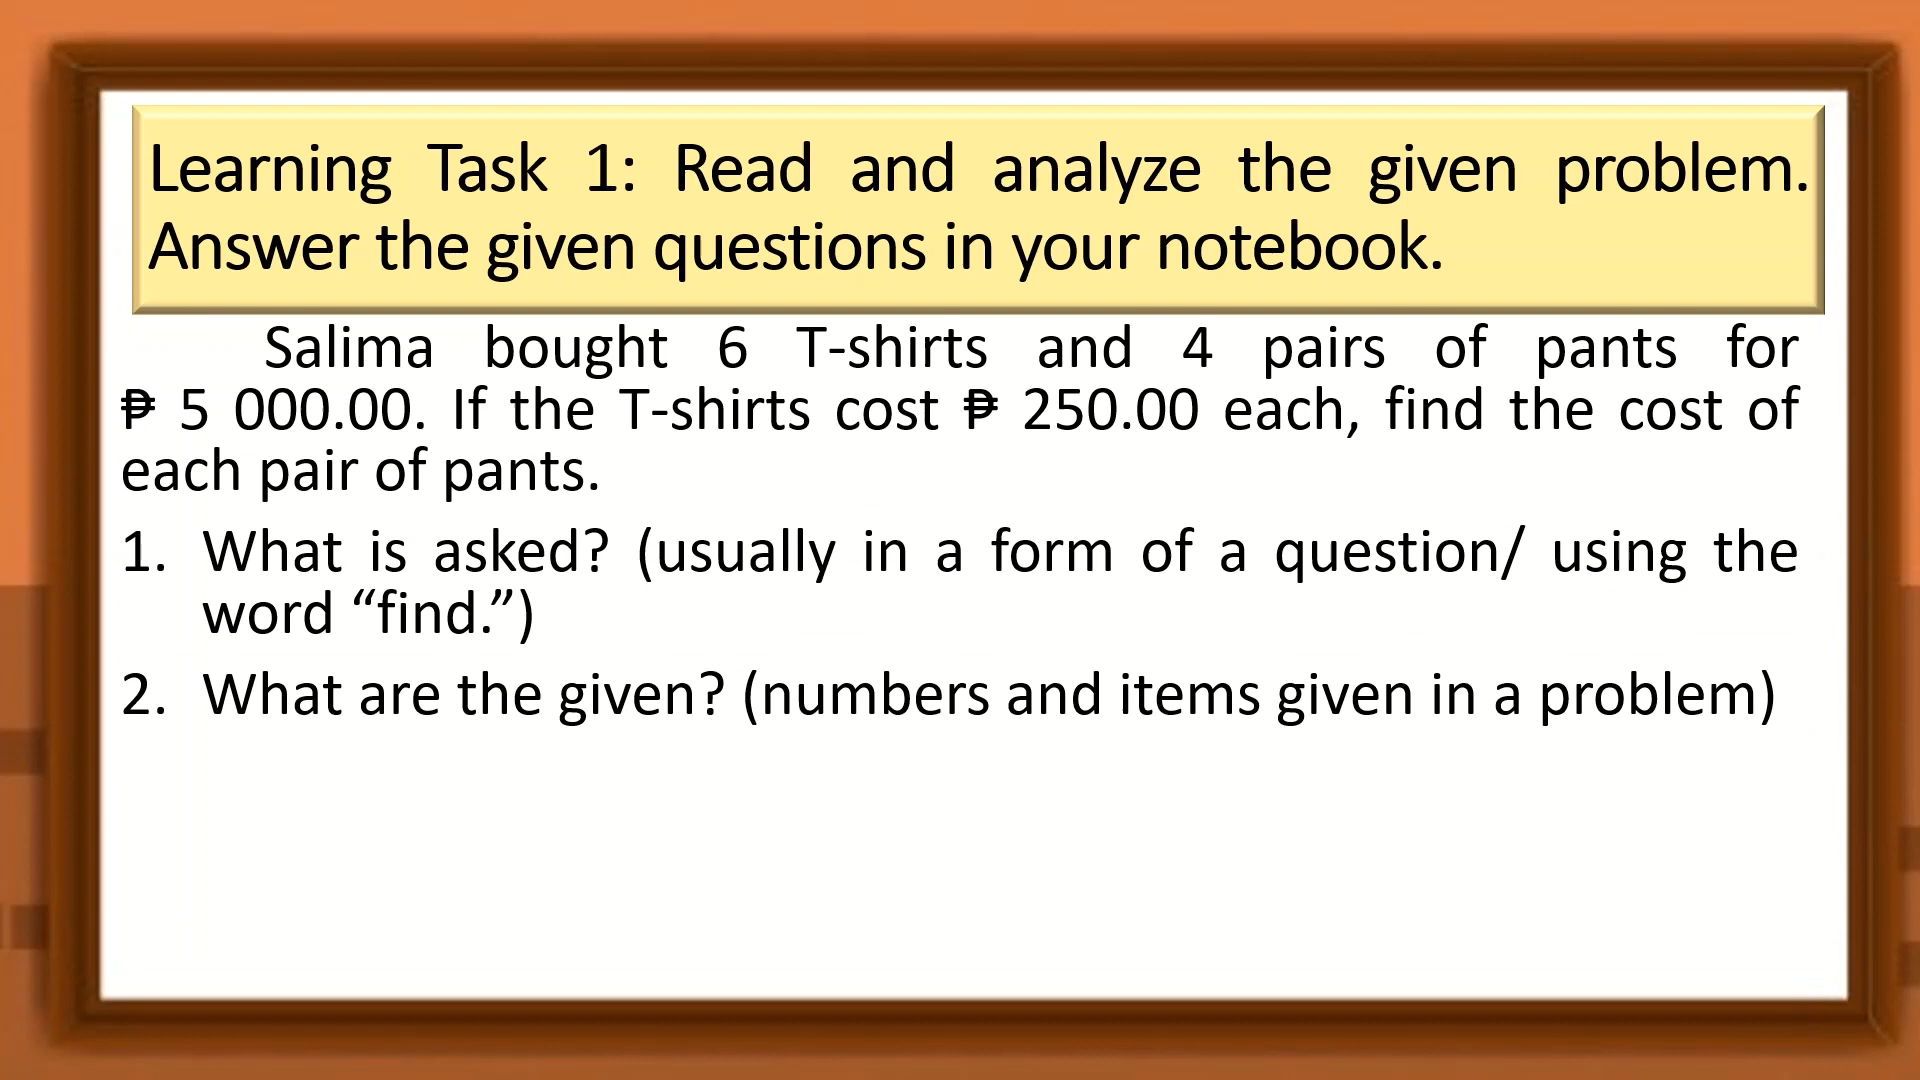 Learning Task 1: Read and analyze the given problem.
Answer the given questions in your notebook.
Salima bought 6 T-shirts and 4 pairs of pants for
₱ 5 000.00. If the T-shirts cost ₱ 250.00 each, find the cost of
each pair of pants.
1. What is asked? (usually in a form of a question/ using the
word “find.”)
2. What are the given? (numbers and items given in a problem)